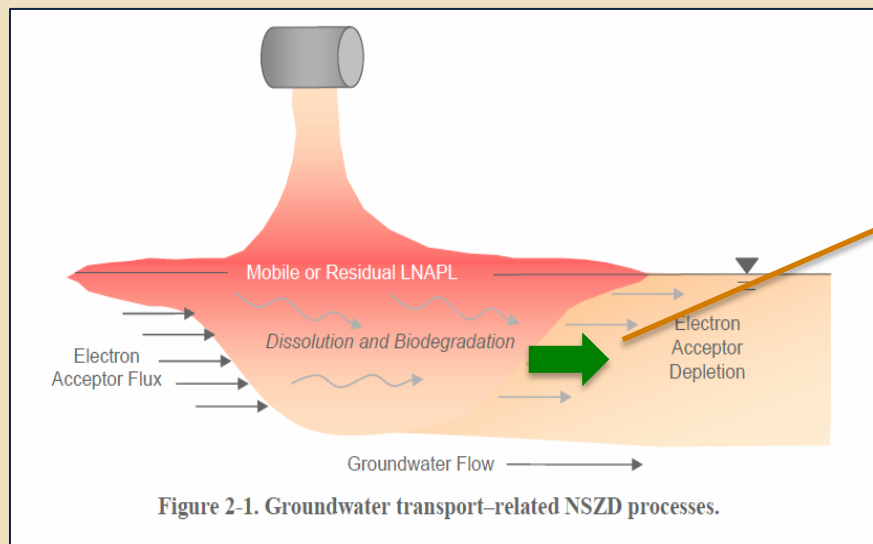 Mobile or Residual LNAPL
Dissolution and Biodegradation
Electron
Acceptor Flux
Electron
Acceptor
Depletion
Groundwater Flow
Figure 2-1. Groundwater transport–related NSZD processes.